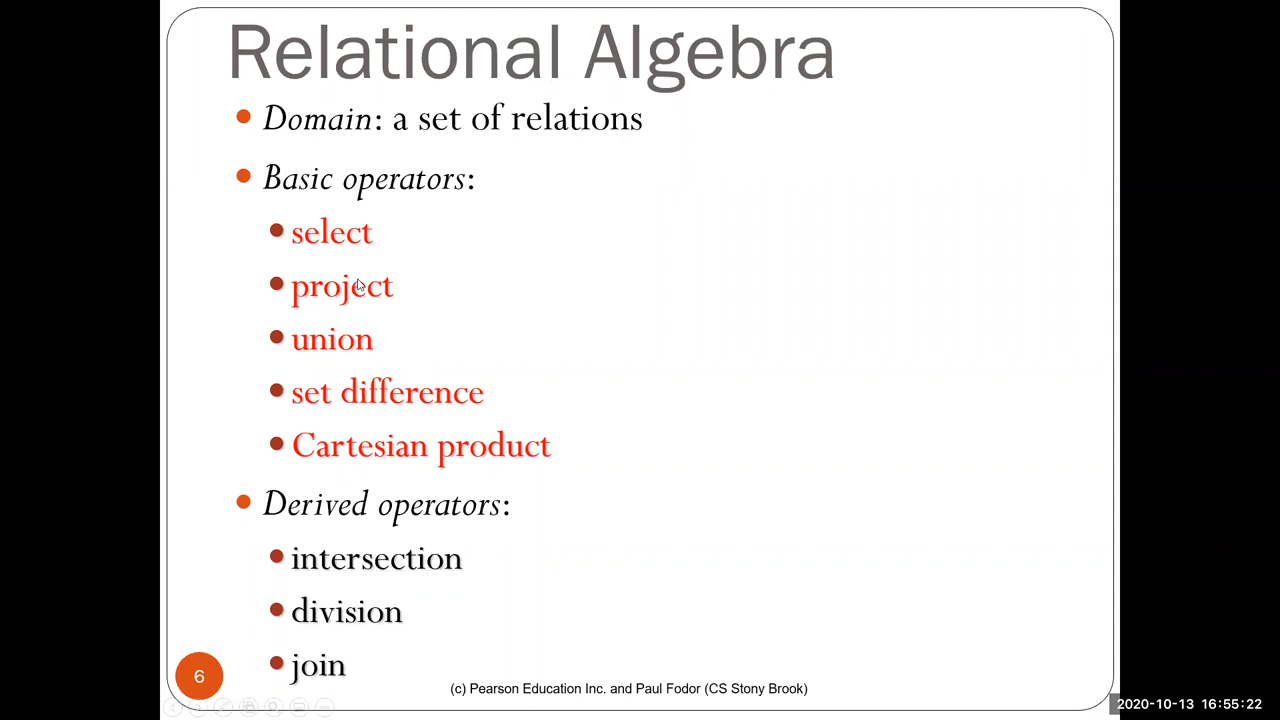 Relational Algebra
Domain: a set of relations
Basic operators:
select
project
union
set difference
Cartesian product
Derived operators:
intersection
division
join
6
(c) Pearson Education Inc. and Paul Fodor (CS Stony Brook)
2020-10-13 16:55:22